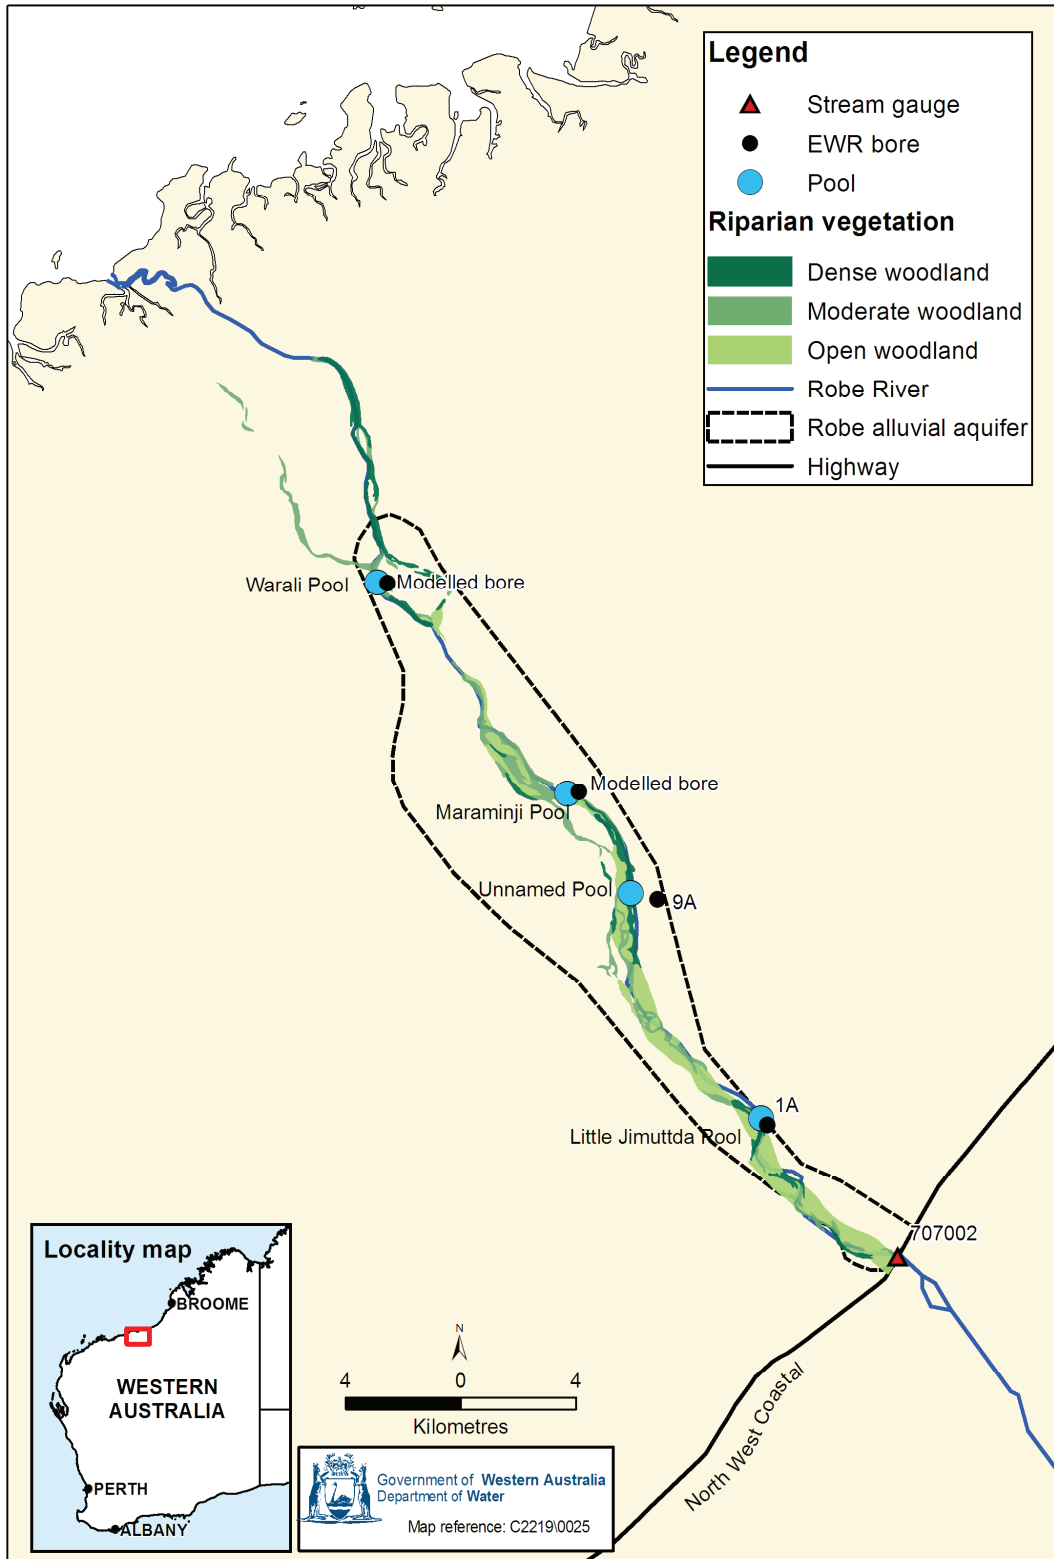 Legend
Stream gauge
EWR bore
Pool
Riparian vegetation
Dense woodland
Moderate woodland
Open woodland
Robe River
Robe alluvial aquifer
Highway
Warali Pool
Modelled bore
Modelled bore
Maraminji Pool
Unnamed Pool
9A
1A
Little Jimuttda Pool
707002
North West Coastal
Locality map
BROOME
WESTERN
AUSTRALIA
PERTH
ALBANY
N
4 0 4
Kilometres
Government of Western Australia
Department of Water
Map reference: C2219\0025